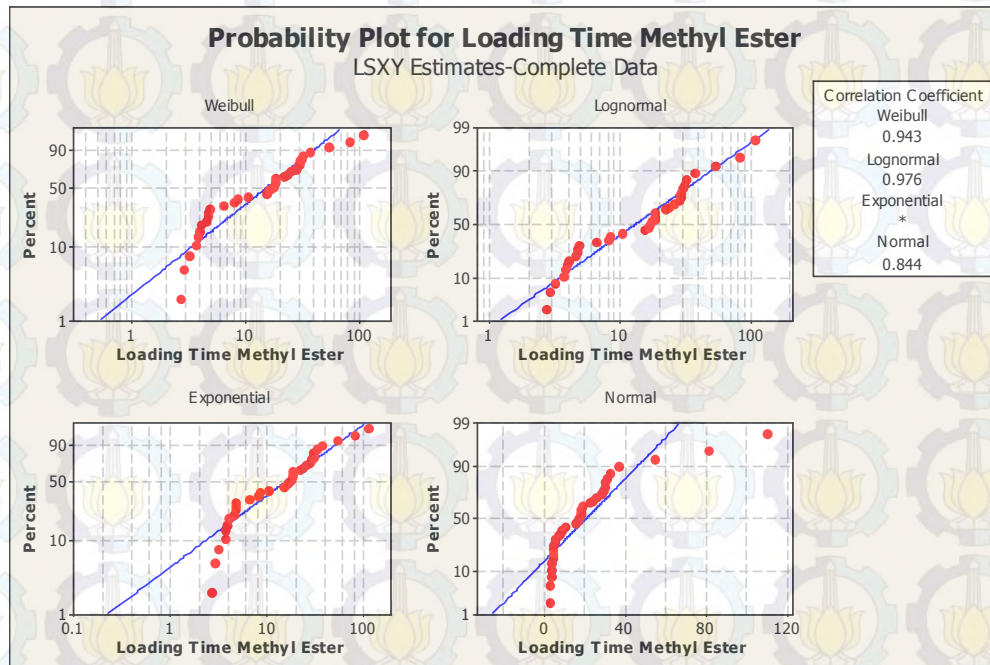 Probability Plot for Loading Time Methyl Ester
LSXY Estimates-Complete Data
Correlation Coefficient
Weibull
0.943
Lognormal
0.976
Exponential
*
Normal
0.844
Weibull
Percent
90
50
10
1
1
10
100
Loading Time Methyl Ester
Lognormal
Percent
99
90
50
10
1
1
10
100
Loading Time Methyl Ester
Exponential
Percent
90
50
10
1
0.1
1
10
100
Loading Time Methyl Ester
Normal
Percent
99
90
50
10
1
0
40
80
120
Loading Time Methyl Ester